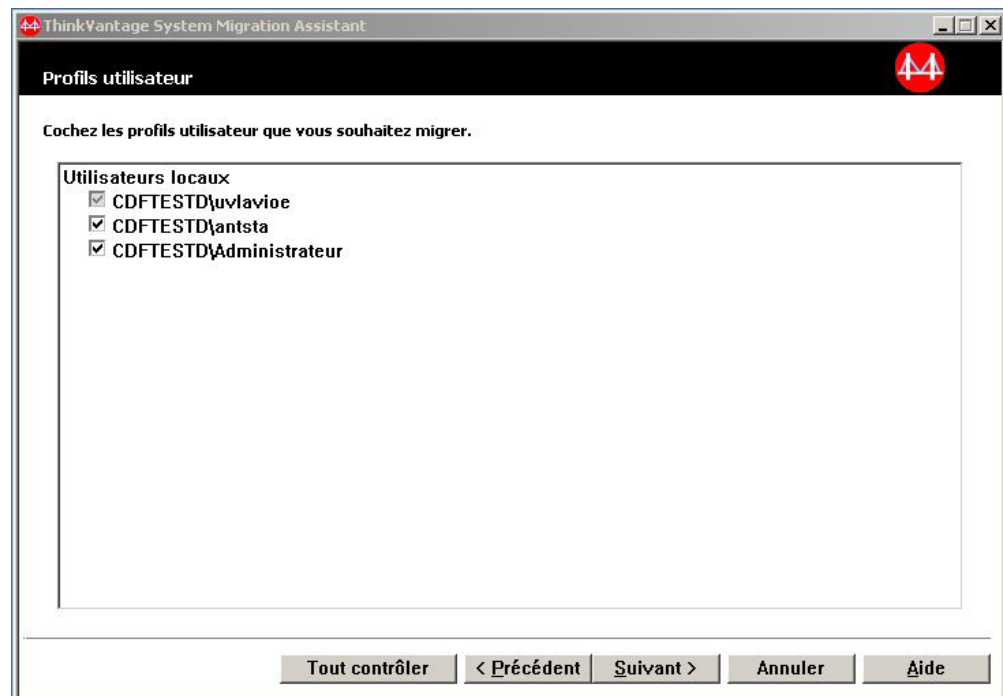 ThinkVantage System Migration Assistant
Profils utilisateur
Cochez les profils utilisateur que vous souhaitez migrer.
Utilisateurs locaux
CDFTESTD\uvlavioe
CDFTESTD\antsta
CDFTESTD\Administrateur
Tout contrôler < Précédent Suivant > Annuler Aide